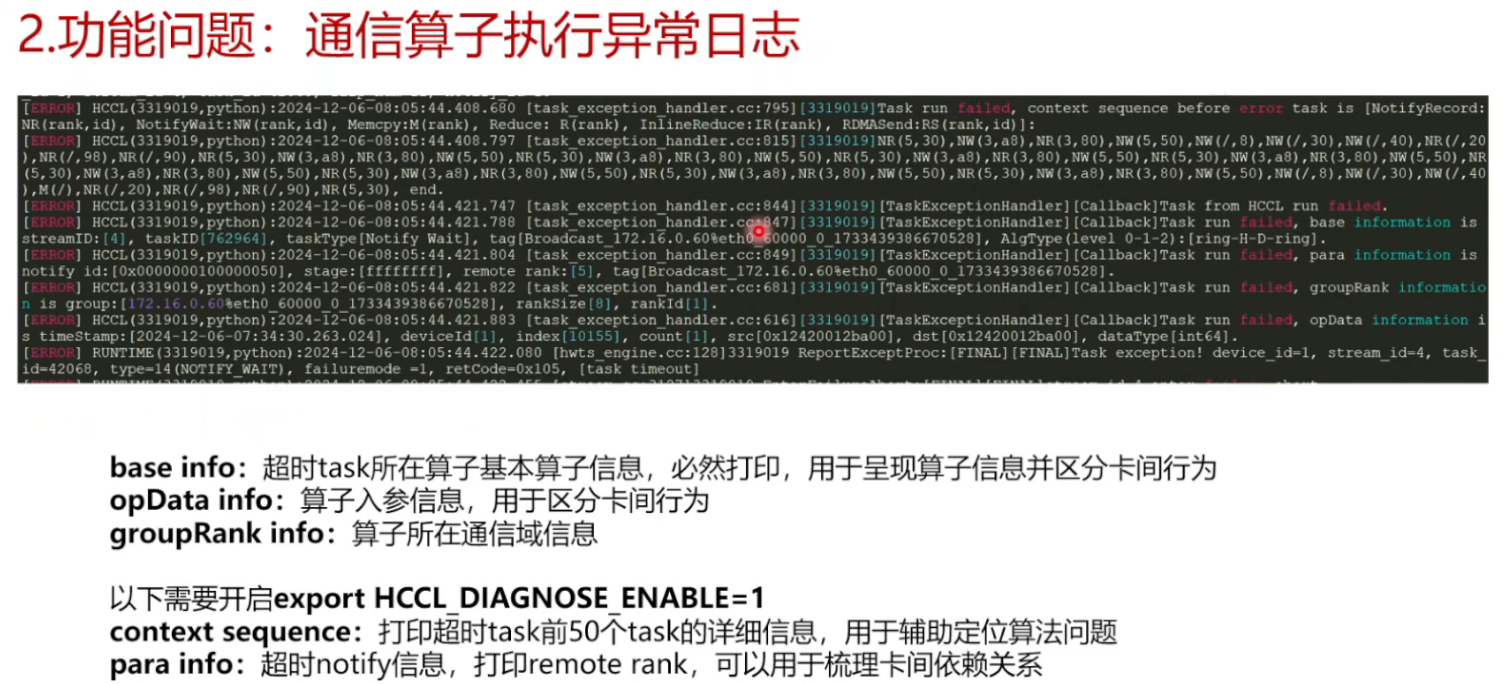 2.功能问题：通信算子执行异常日志
[ERROR] HCCL(3319019,python):2024-12-06-08:05:44.408.680 [task_exception_handler.cc:795][3319019]Task run failed, context sequence before error task is [NotifyRecord:
NR(rank,id), NotifyWait:NW(rank,id), Memcpy:M(rank), Reduce: R(rank), InlineReduce:IR(rank), RDMASend:RS(rank,id)]:
[ERROR] HCCL(3319019,python):2024-12-06-08:05:44.408.797 [task_exception_handler.cc:815][3319019]NR(5,30),NW(3,a8),NR(3,80),NW(5,50),NW(/,8),NW(/,30),NW(/,40),NR(/,20
),NR(/,98),NR(/,90),NR(5,30),NW(3,a8),NR(3,80),NW(5,50),NR(5,30),NW(3,a8),NR(3,80),NW(5,50),NR(5,30),NW(3,a8),NR(3,80),NW(5,50),NR(5,30),NW(3,a8),NR(3,80),NW(5,50),NR
(5,30),NW(3,a8),NR(3,80),NW(5,50),NR(5,30),NW(3,a8),NR(3,80),NW(5,50),NR(5,30),NW(3,a8),NR(3,80),NW(5,50),NR(5,30),NW(3,a8),NR(3,80),NW(5,50),NW(/,8),NW(/,30),NW(/,40
),M(/),NR(/,20),NR(/,98),NR(/,90),NR(5,30), end.
[ERROR] HCCL(3319019,python):2024-12-06-08:05:44.421.747 [task_exception_handler.cc:844][3319019][TaskExceptionHandler][Callback]Task from HCCL run failed.
[ERROR] HCCL(3319019,python):2024-12-06-08:05:44.421.788 [task_exception_handler.cc:847][3319019][TaskExceptionHandler][Callback]Task run failed, base information is
streamID:[4], taskID[762964], taskType[Notify Wait], tag[Broadcast_172.16.0.60%eth0_60000_0_1733439386670528], AlgType(level 0-1-2):[ring-H-D-ring].
[ERROR] HCCL(3319019,python):2024-12-06-08:05:44.421.804 [task_exception_handler.cc:849][3319019][TaskExceptionHandler][Callback]Task run failed, para information is
notify id:[0x0000000100000050], stage:[ffffffff], remote rank:[5], tag[Broadcast_172.16.0.60%eth0_60000_0_1733439386670528].
[ERROR] HCCL(3319019,python):2024-12-06-08:05:44.421.822 [task_exception_handler.cc:681][3319019][TaskExceptionHandler][Callback]Task run failed, groupRank informatio
n is group:[172.16.0.60%eth0_60000_0_1733439386670528], rankSize[8], rankId[1].
[ERROR] HCCL(3319019,python):2024-12-06-08:05:44.421.883 [task_exception_handler.cc:616][3319019][TaskExceptionHandler][Callback]Task run failed, opData information i
s timeStamp:[2024-12-06-07:34:30.263.024], deviceId[1], index[10155], count[1], src[0x12420012ba00], dst[0x12420012ba00], dataType[int64].
[ERROR] RUNTIME(3319019,python):2024-12-06-08:05:44.422.080 [hwts_engine.cc:128]3319019 ReportExceptProc:[FINAL][FINAL]Task exception! device_id=1, stream_id=4, task_
id=42068, type=14(NOTIFY_WAIT), failuremode =1, retCode=0x105, [task timeout]
base info：超时task所在算子基本算子信息，必然打印，用于呈现算子信息并区分卡间行为
opData info：算子入参信息，用于区分卡间行为
groupRank info：算子所在通信域信息
以下需要开启export HCCL_DIAGNOSE_ENABLE=1
context sequence：打印超时task前50个task的详细信息，用于辅助定位算法问题
para info：超时notify信息，打印remote rank，可以用于梳理卡间依赖关系